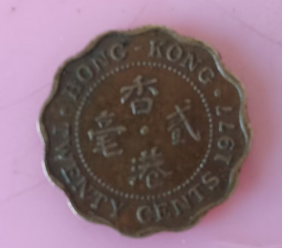 HONG-KONG
香
毫 · 貳
港
TWENTY CENTS 1977